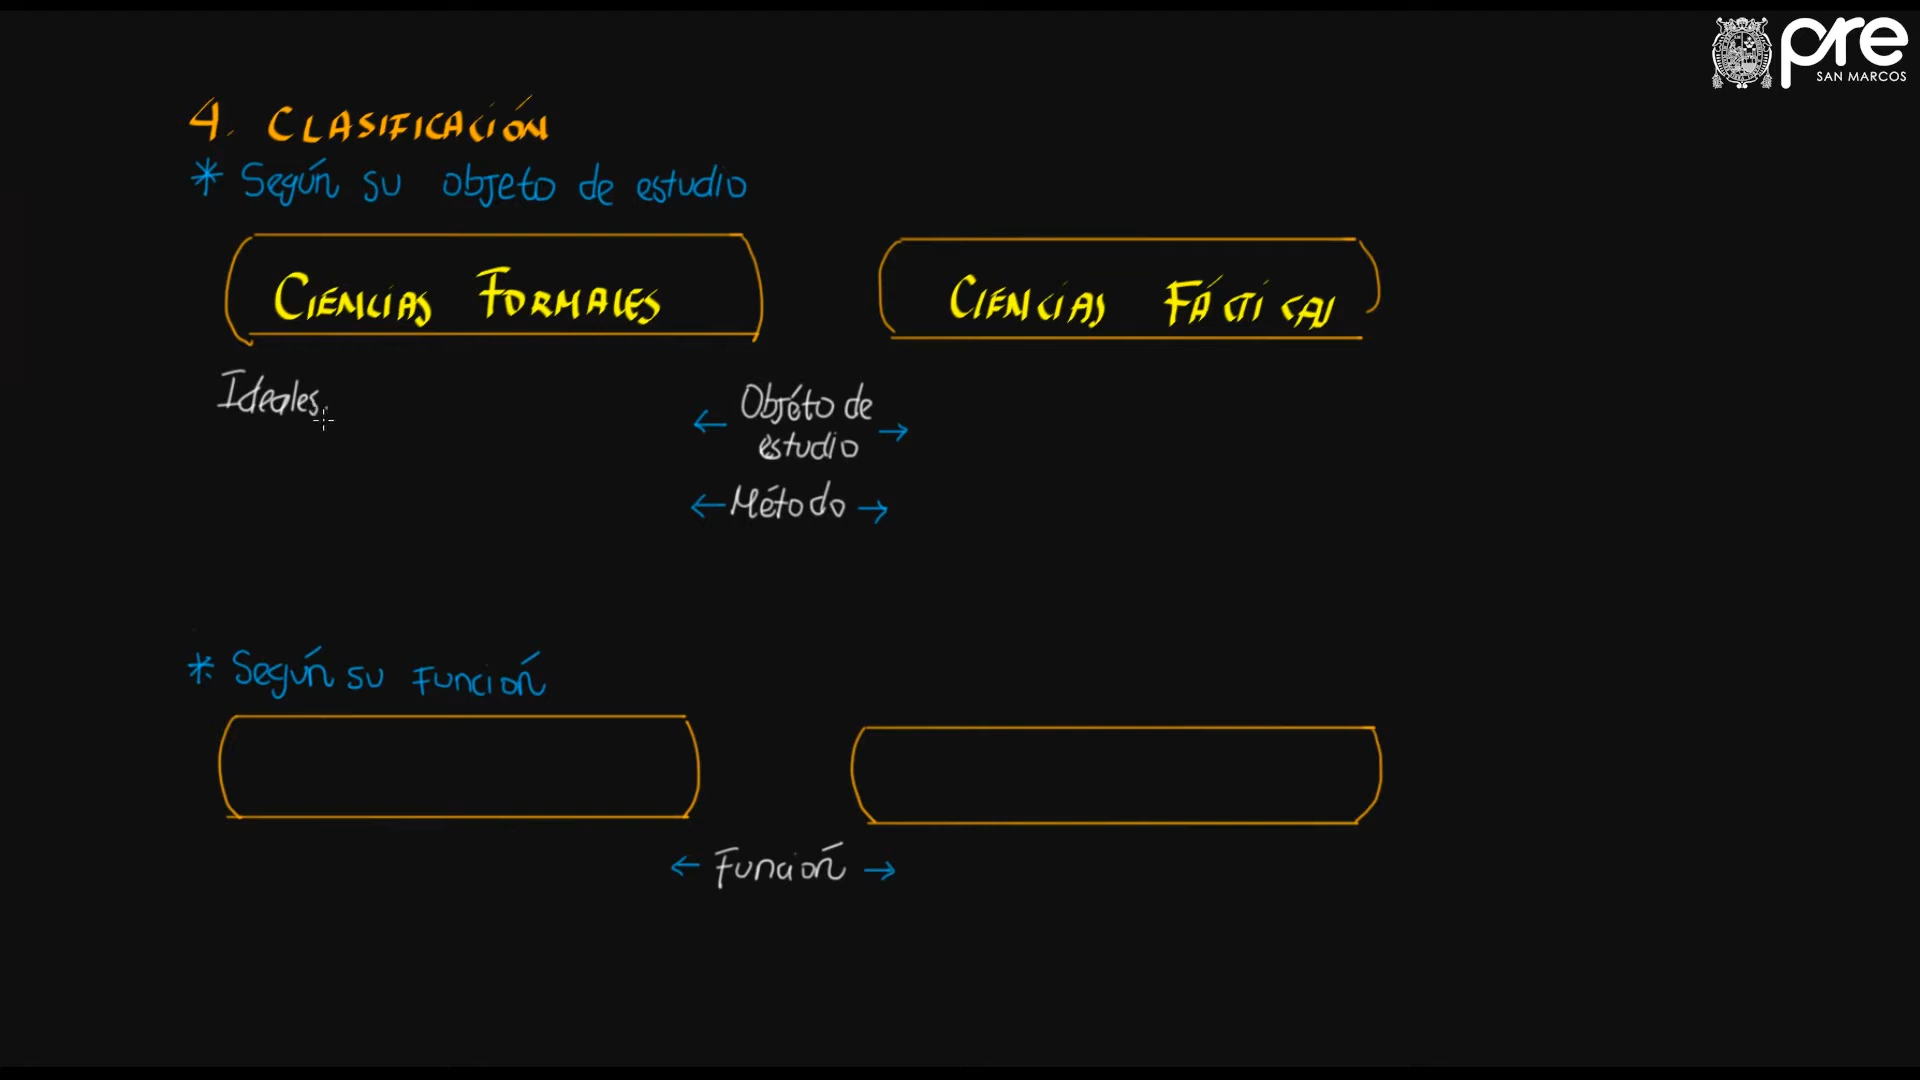 pre
SAN MARCOS
4. CLASIFICACIÓN
* Según su objeto de estudio
CIENCIAS FORMALES
CIENCIAS FÁCTICAS
Ideales.
← Objéto de estudio →
← Método →
* Según su Función
← Función →